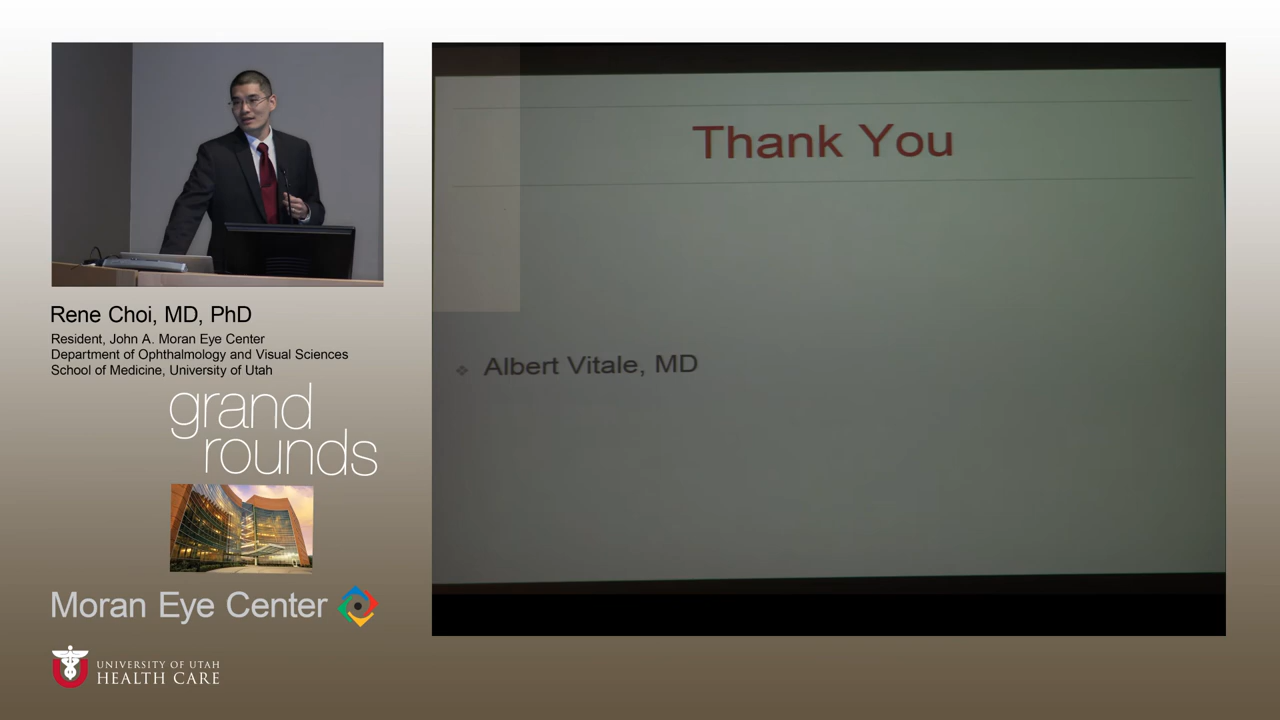 Rene Choi, MD, PhD
Resident, John A. Moran Eye Center
Department of Ophthalmology and Visual Sciences
School of Medicine, University of Utah
grand
rounds
Moran Eye Center
UNIVERSITY OF UTAH
HEALTH CARE
Thank You
❖ Albert Vitale, MD